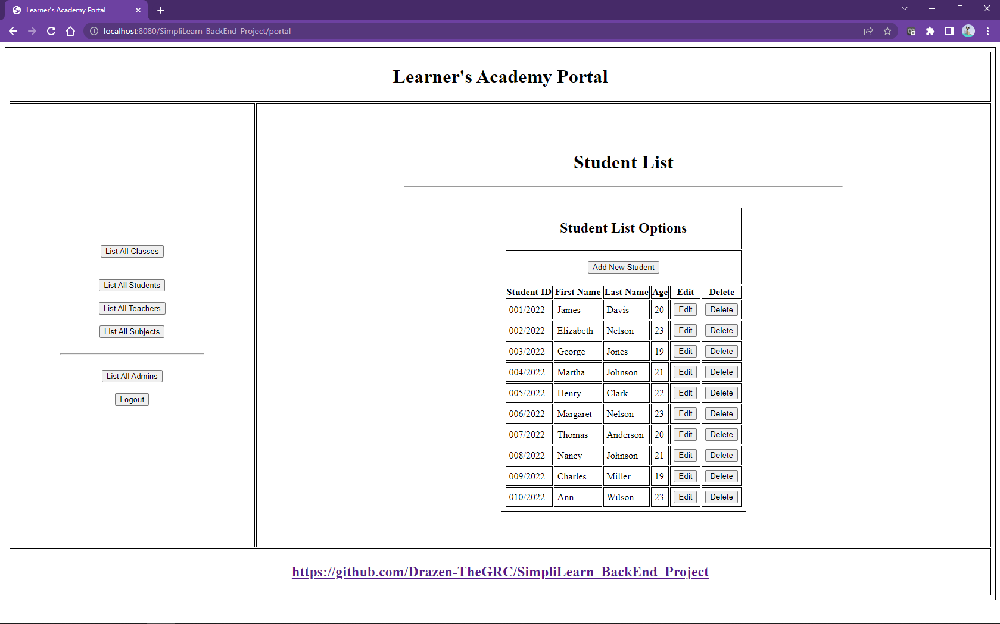 Learner's Academy Portal
localhost:8080/SimpliLearn_BackEnd_Project/portal
Learner's Academy Portal
List All Classes
List All Students
List All Teachers
List All Subjects
List All Admins
Logout
Student List
Student List Options
Add New Student
Student ID First Name Last Name Age Edit Delete
001/2022 James Davis 20 Edit Delete
002/2022 Elizabeth Nelson 23 Edit Delete
003/2022 George Jones 19 Edit Delete
004/2022 Martha Johnson 21 Edit Delete
005/2022 Henry Clark 22 Edit Delete
006/2022 Margaret Nelson 23 Edit Delete
007/2022 Thomas Anderson 20 Edit Delete
008/2022 Nancy Johnson 21 Edit Delete
009/2022 Charles Miller 19 Edit Delete
010/2022 Ann Wilson 23 Edit Delete
https://github.com/Drazen-TheGRC/SimpliLearn_BackEnd_Project